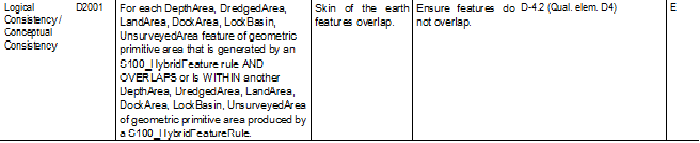 Logical Consistency/ Conceptual Consistency
D2001
For each DepthArea, DredgedArea,
LandArea, DockArea, LockBasin,
UnsurveyedArea feature of geometric
primitive area that is generated by an
S100_HybridFeature rule AND
OVERLAPS or is WITHIN another
DepthArea, DredgedArea, LandArea,
DockArea, LockBasin, UnsurveyedArea
of geometric primitive area produced by
a S100_HybridFeatureRule.
Skin of the earth
features overlap.
Ensure features do
not overlap.
D-4.2 (Qual. elem. D4)
E